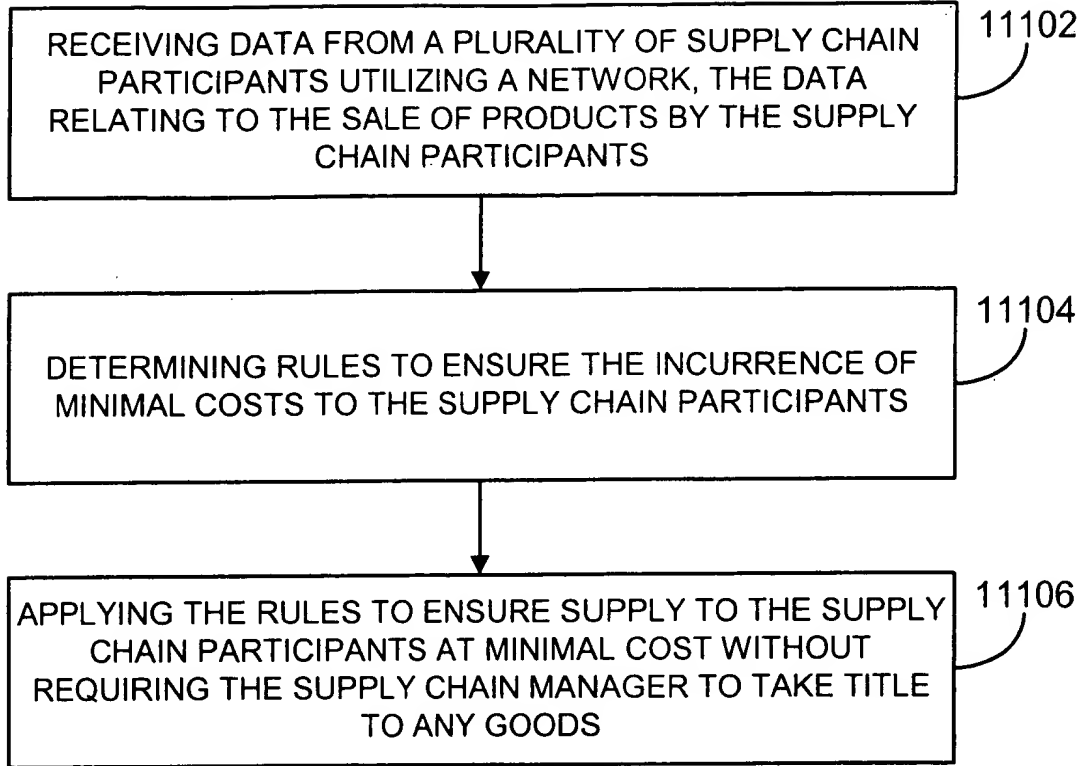 RECEIVING DATA FROM A PLURALITY OF SUPPLY CHAIN
PARTICIPANTS UTILIZING A NETWORK, THE DATA
RELATING TO THE SALE OF PRODUCTS BY THE SUPPLY
CHAIN PARTICIPANTS
11102
DETERMINING RULES TO ENSURE THE INCURRENCE OF
MINIMAL COSTS TO THE SUPPLY CHAIN PARTICIPANTS
11104
APPLYING THE RULES TO ENSURE SUPPLY TO THE SUPPLY
CHAIN PARTICIPANTS AT MINIMAL COST WITHOUT
REQUIRING THE SUPPLY CHAIN MANAGER TO TAKE TITLE
TO ANY GOODS
11106